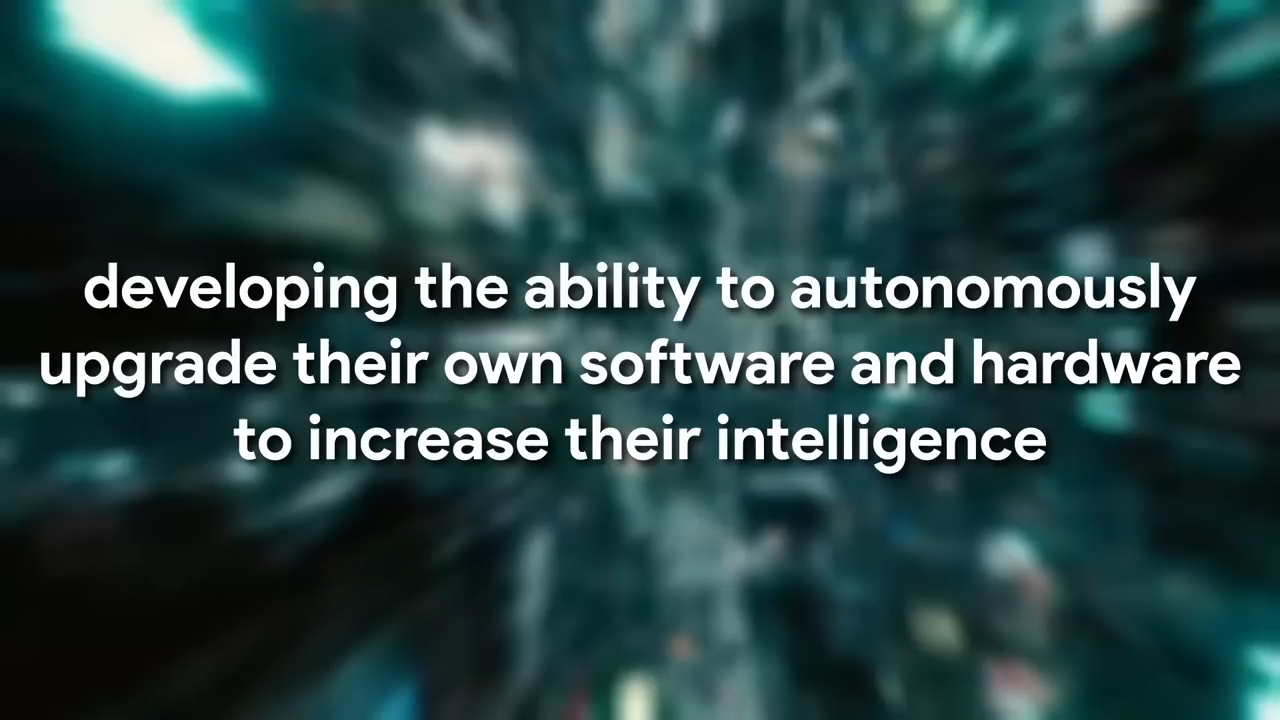 developing the ability to autonomously
upgrade their own software and hardware
to increase their intelligence